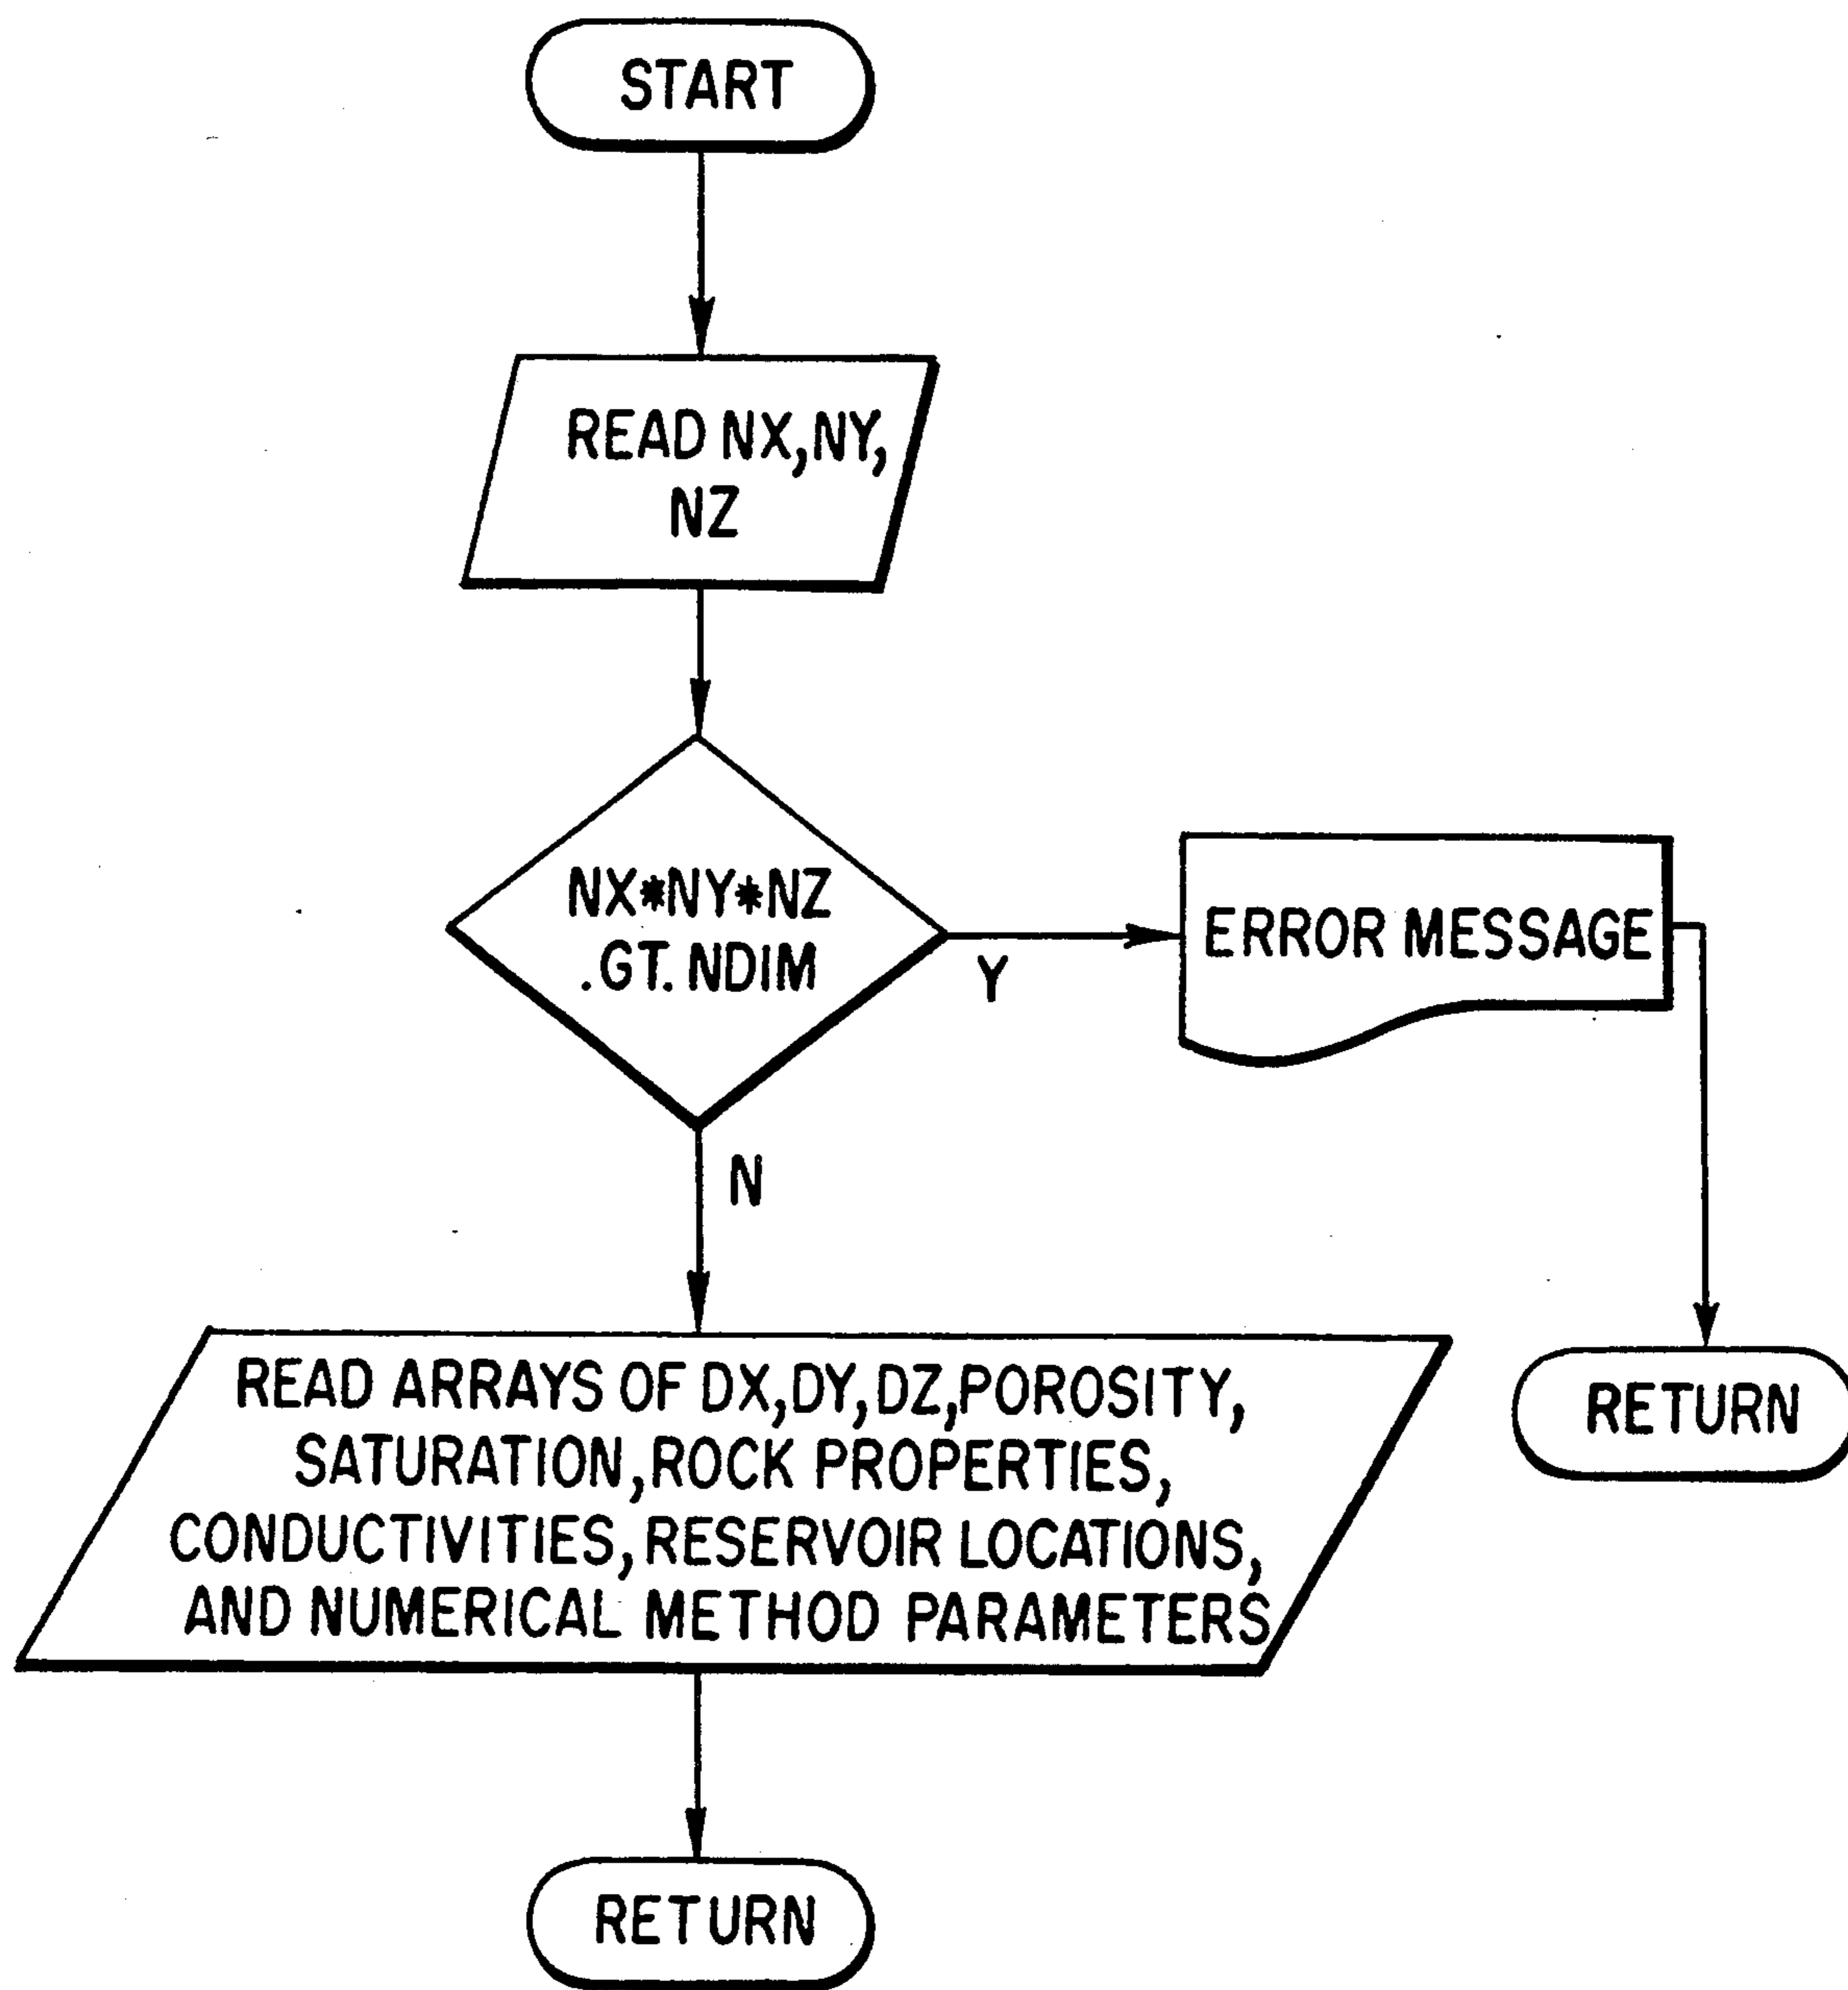 START
READ NX,NY,
NZ
NX*NY*NZ
.GT. NDIM
Y
ERROR MESSAGE
N
READ ARRAYS OF DX,DY,DZ,POROSITY,
SATURATION,ROCK PROPERTIES,
CONDUCTIVITIES,RESERVOIR LOCATIONS,
AND NUMERICAL METHOD PARAMETERS
RETURN
RETURN